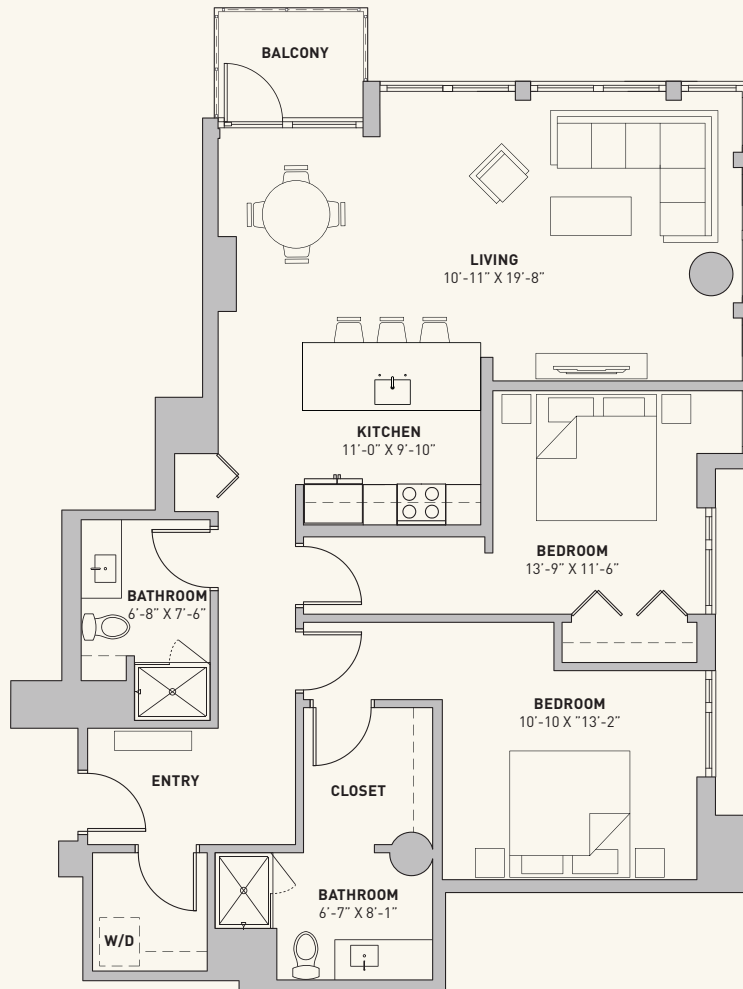 BALCONY
LIVING
10'-11" X 19'-8"
KITCHEN
11'-0" X 9'-10"
BEDROOM
13'-9" X 11'-6"
BATHROOM
6'-8" X 7'-6"
BEDROOM
10'-10 X "13'-2"
ENTRY
CLOSET
BATHROOM
6'-7" X 8'-1"
W/D